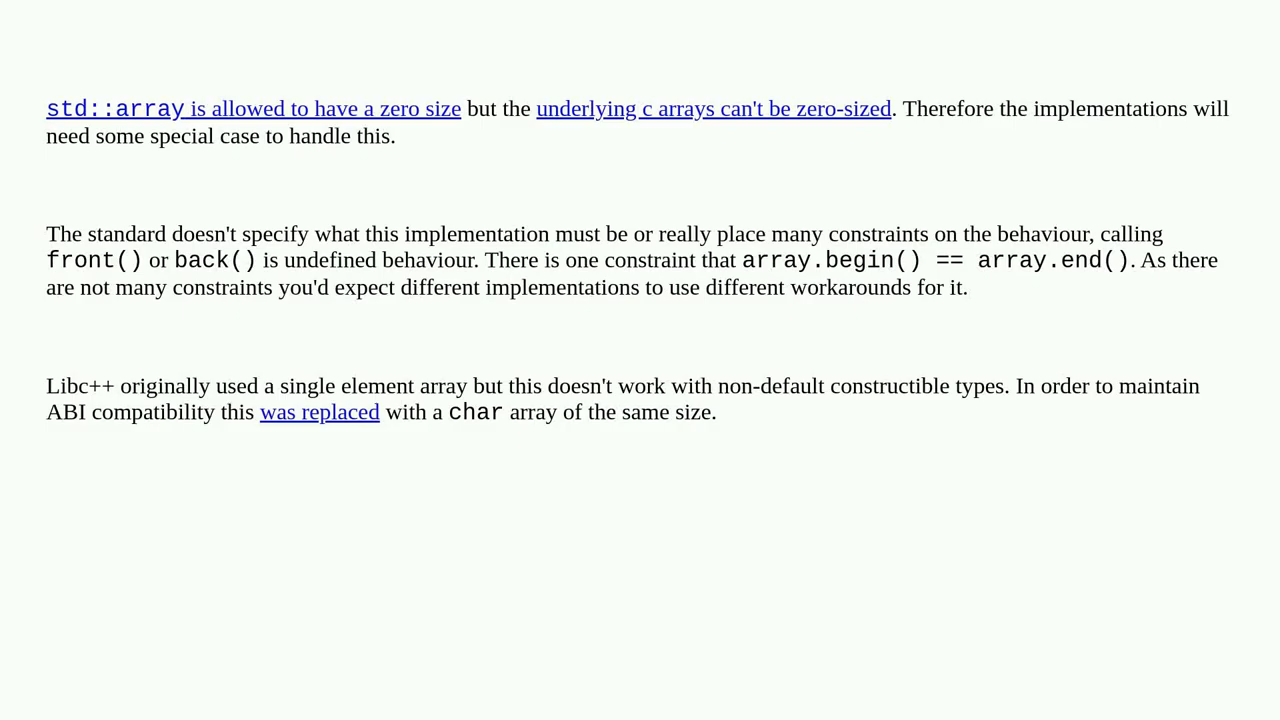 std::array is allowed to have a zero size but the underlying c arrays can't be zero-sized. Therefore the implementations will
need some special case to handle this.
The standard doesn't specify what this implementation must be or really place many constraints on the behaviour, calling
front() or back() is undefined behaviour. There is one constraint that array.begin() == array.end(). As there
are not many constraints you'd expect different implementations to use different workarounds for it.
Libc++ originally used a single element array but this doesn't work with non-default constructible types. In order to maintain
ABI compatibility this was replaced with a char array of the same size.